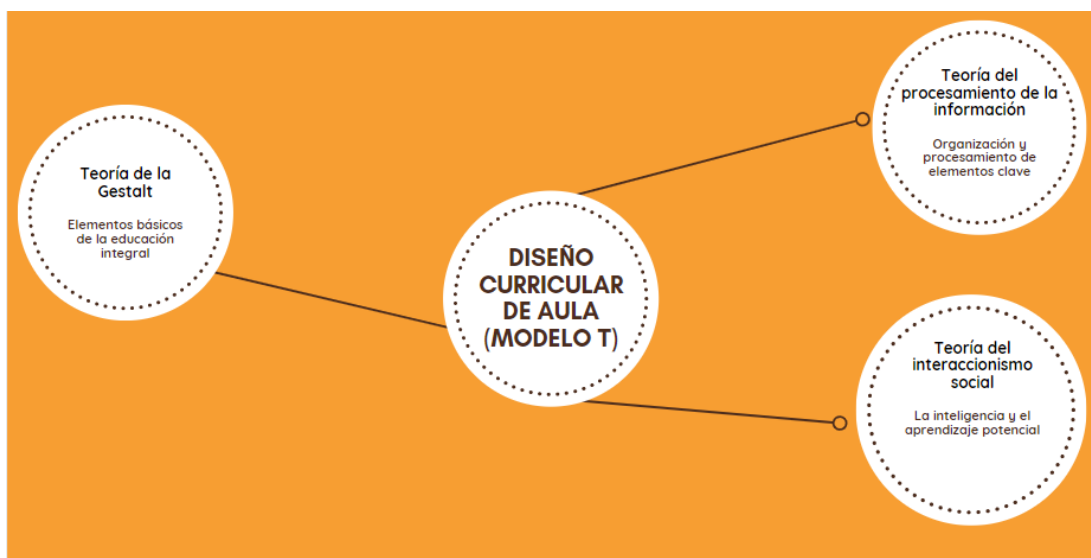 Teoría de la
Gestalt
Elementos básicos
de la educación
integral
DISEÑO
CURRICULAR
DE AULA
(MODELO T)
Teoría del
procesamiento de la
información
Organización y
procesamiento de
elementos clave
Teoría del
interaccionismo
social
La inteligencia y el
aprendizaje potencial